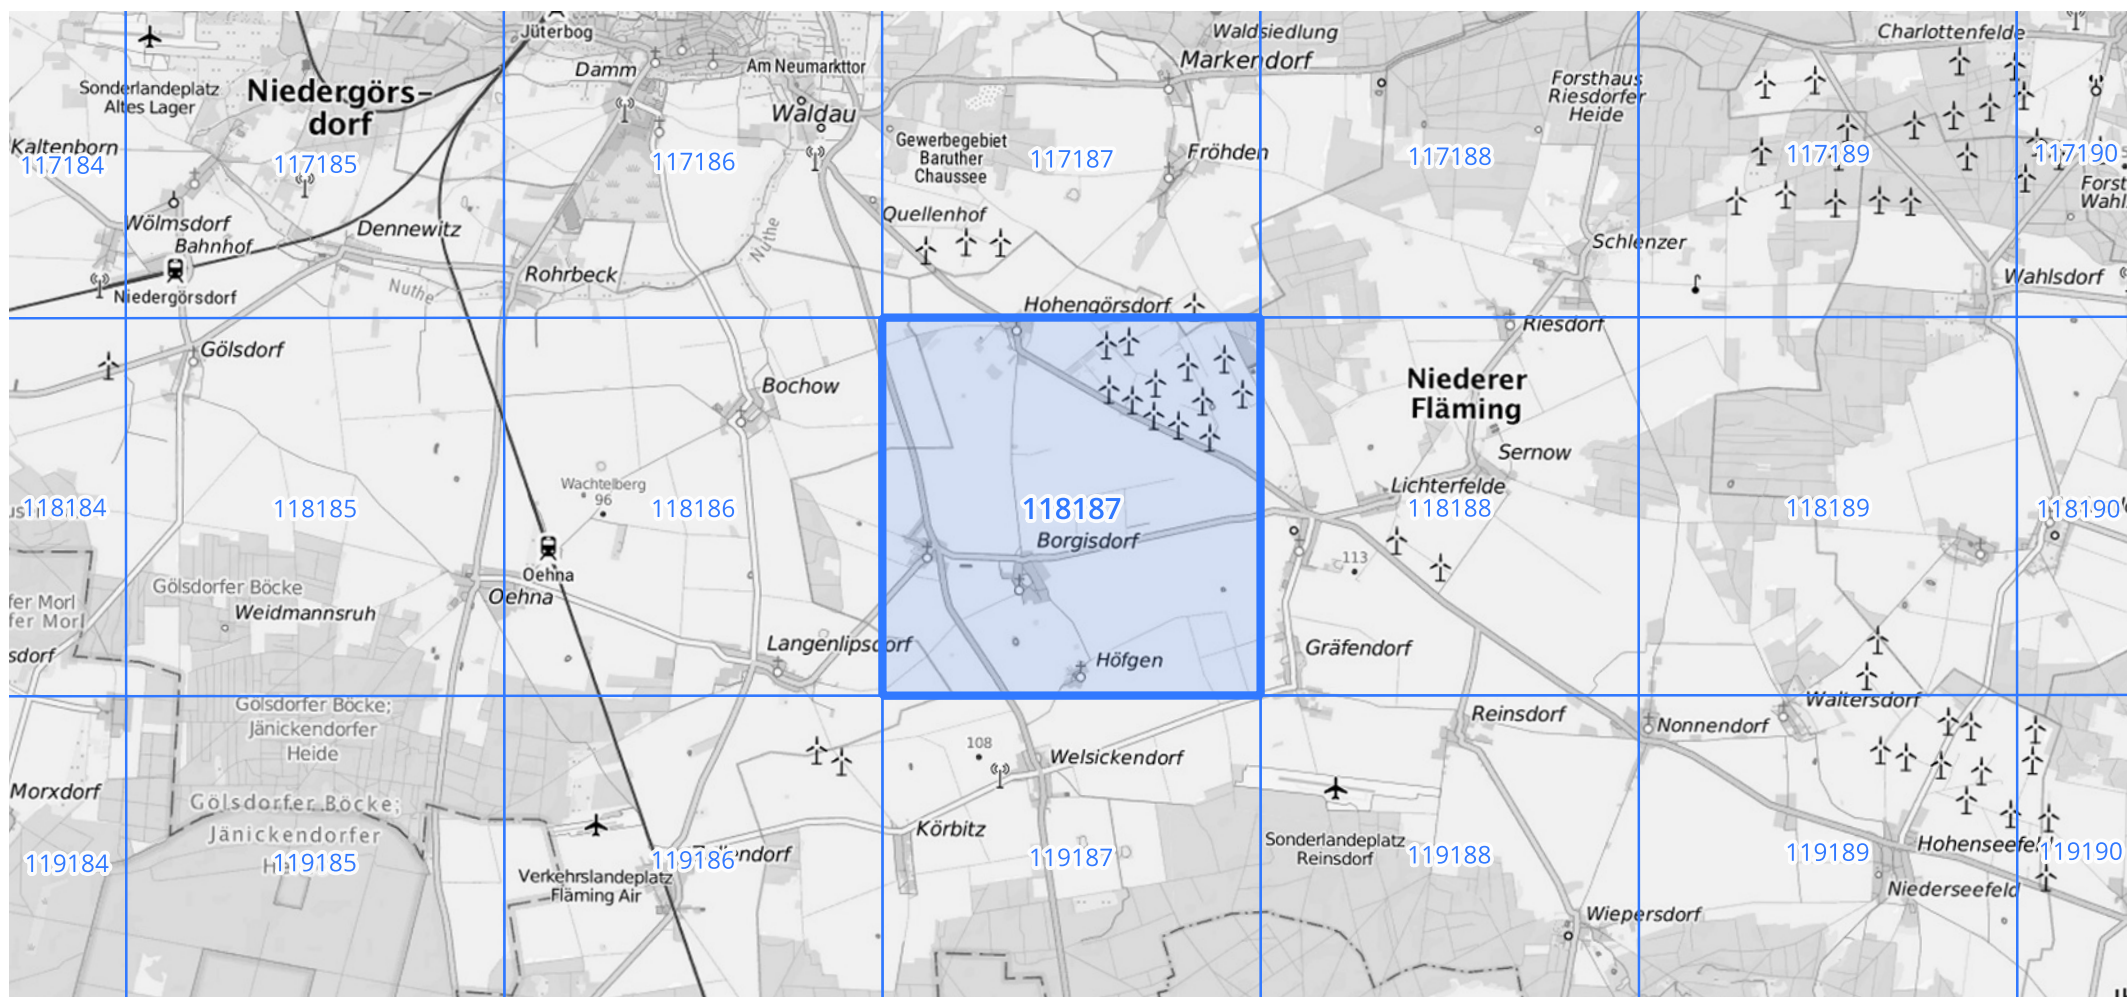 Jüterbog
Waldsiedlung
Charlottenfelde
Damm
Am Neumarkttor
Markendorf
Sonderlandeplatz
Altes Lager
Niedergörs-
dorf
Forsthaus
Riesdorfer
Heide
Waldau
Kaltenborn
117184
117185
117186
Gewerbegebiet
Baruther
Chaussee
117187
Fröhden
117188
117189
117190
Forst
Wahl
Wölmsdorf
Bahnhof
Dennewitz
Quellenhof
Nuthe
Schlenzer
Rohrbeck
Wahlsdorf
Nuthe
Niedergörsdorf
Hohengörsdorf
Riesdorf
Gölsdorf
Bochow
Niederer
Fläming
Sernow
Wachtelberg
96
Lichterfelde
118184
118185
118186
118187
118188
118189
118190
Borgisdorf
113
Oehna
Gölsdorfer Böcke
Oehna
Weidmannsruh
fer Morl
fer Morl
sdorf
Langenlipsdorf
Höfgen
Gräfendorf
Waltersdorf
Gölsdorfer Böcke;
Jänickendorfer
Heide
Reinsdorf
Nonnendorf
108
Welsickendorf
Morxdorf
Gölsdorfer Böcke;
Jänickendorfer
Körbitz
Sonderlandeplatz
Reinsdorf
Hohenseefeld
119184
119185
119186
119187
119188
119189
119190
Verkehrslandeplatz
Fläming Air
Niederseefeld
Wiepersdorf